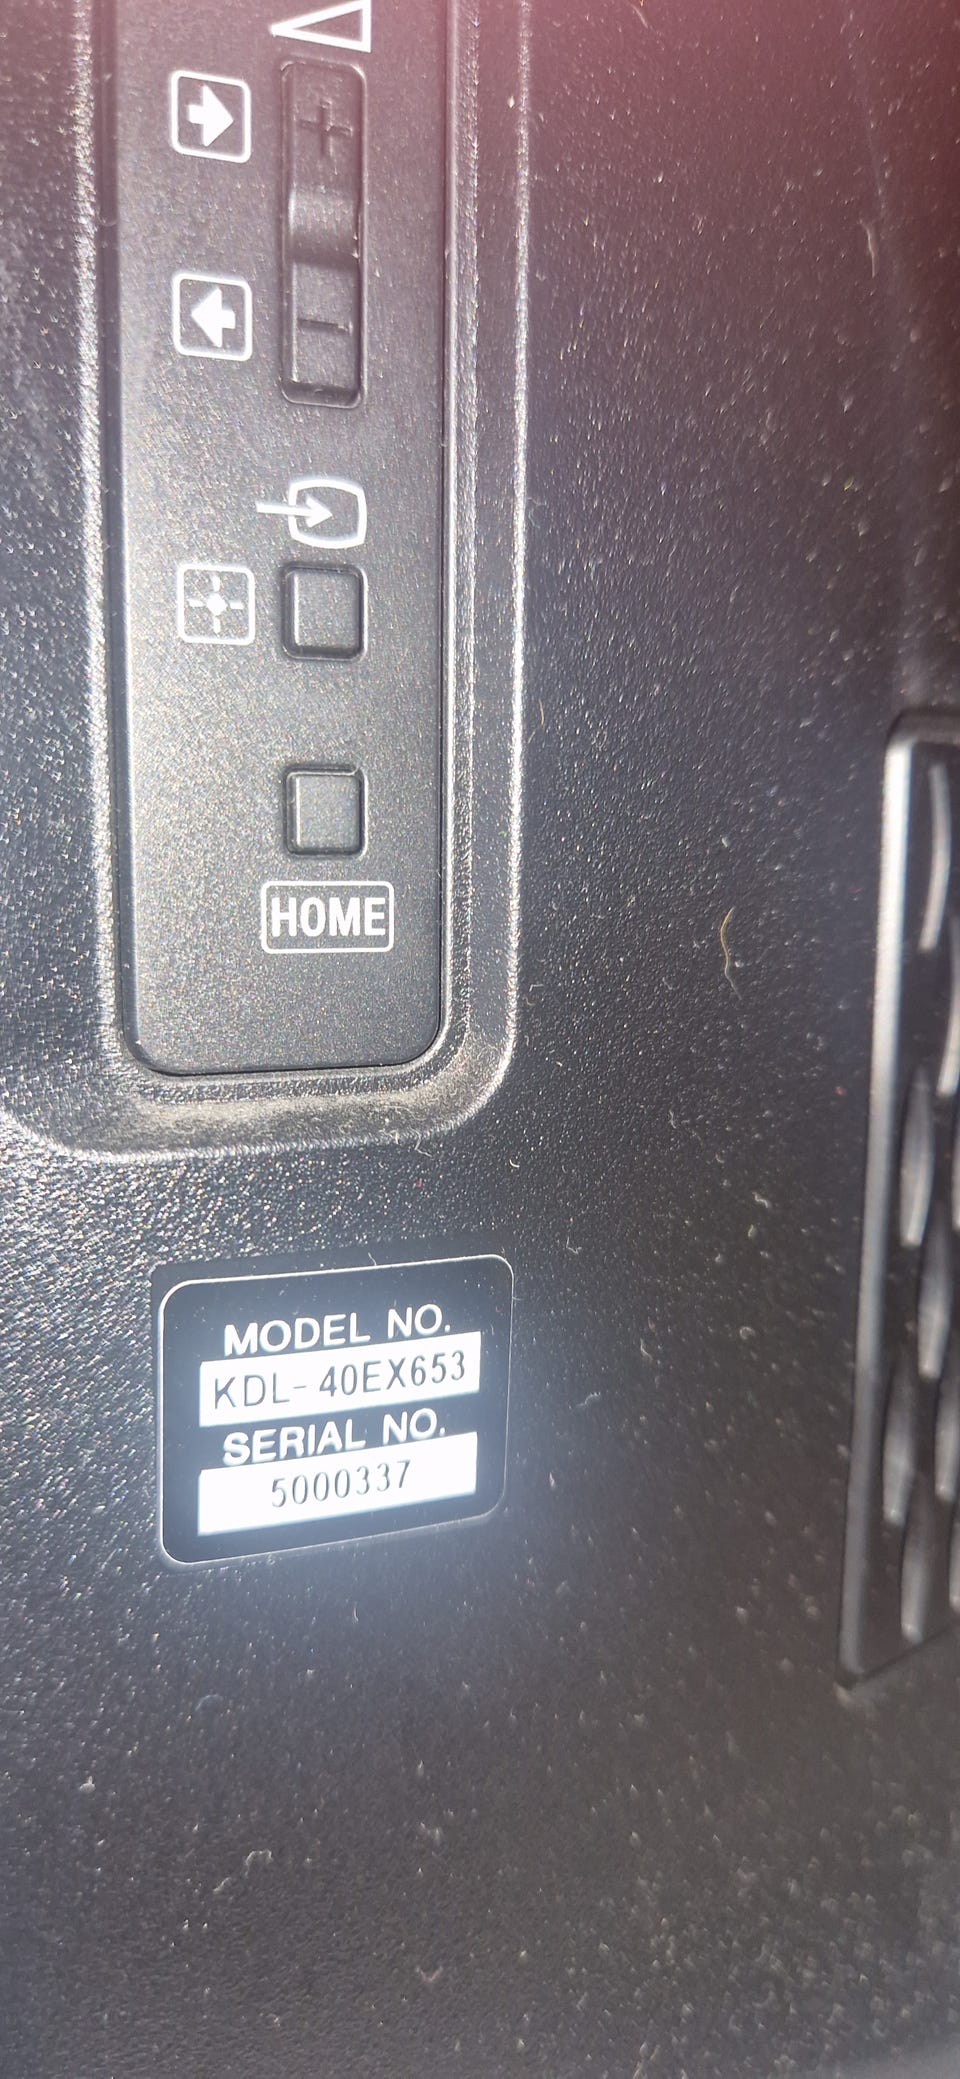 +
-
HOME
MODEL NO.
KDL-40EX653
SERIAL NO.
5000337